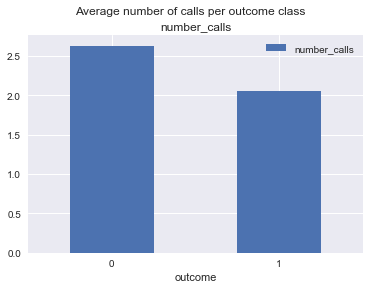 Average number of calls per outcome class
number_calls
number_calls
2.5
2.0
1.5
1.0
0.5
0.0
0 1
outcome